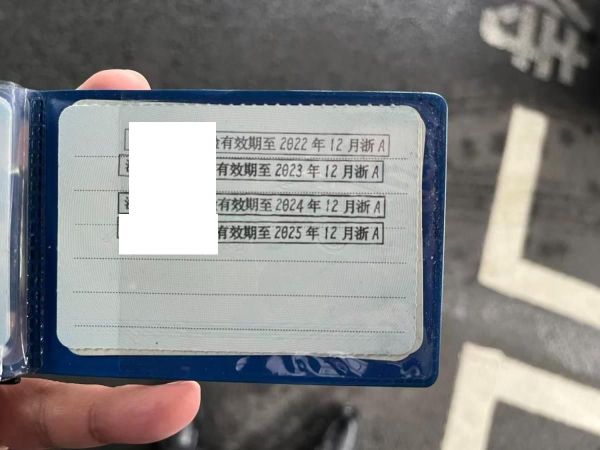 有效期至 2022 年 12 月浙 A
有效期至 2023 年 12 月浙 A
有效期至 2024 年 12 月浙 A
有效期至 2025 年 12 月浙 A